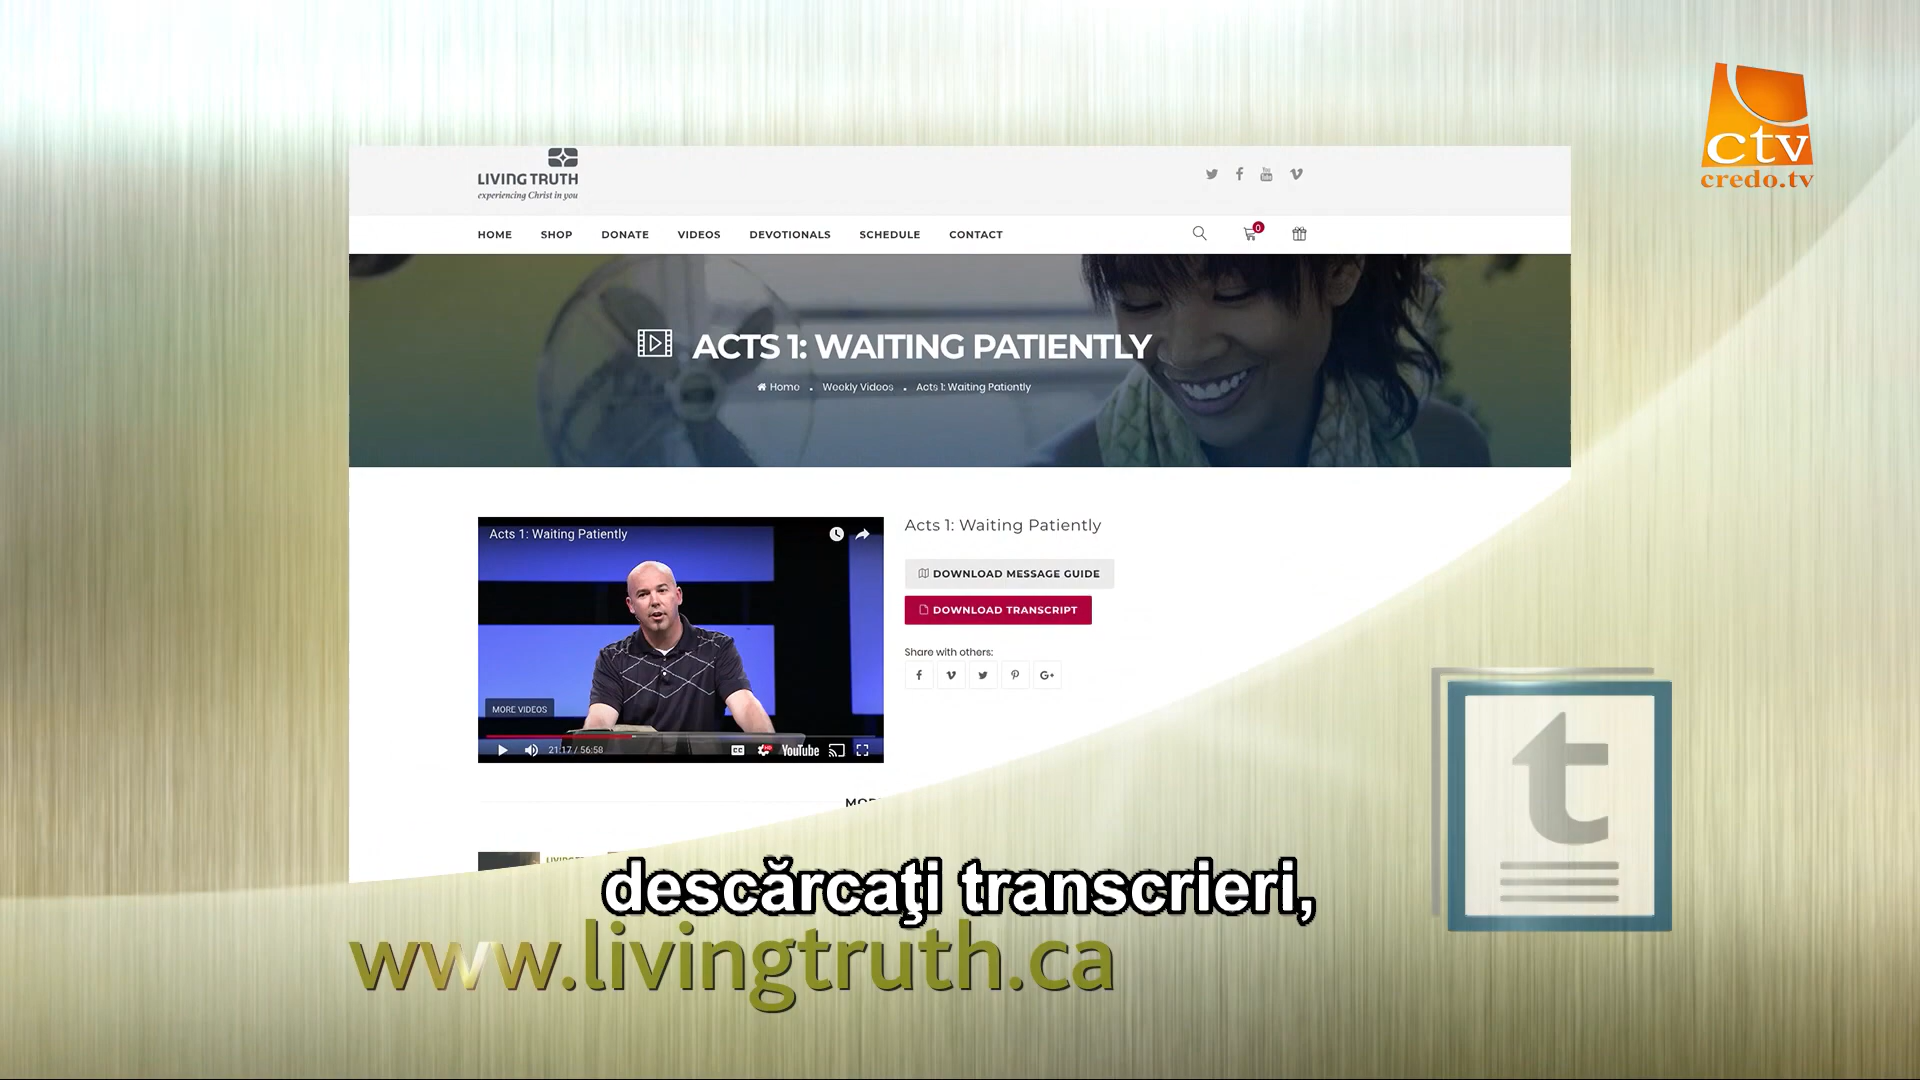 ctv
credo.tv
LIVING TRUTH
experiencing Christ in you
HOME SHOP DONATE VIDEOS DEVOTIONALS SCHEDULE CONTACT
0
ACTS 1: WAITING PATIENTLY
Home . Weekly Videos . Acts 1: Waiting Patiently
Acts 1: Waiting Patiently
MORE VIDEOS
21:17 / 56:58
CC
HD
YouTube
Acts 1: Waiting Patiently
DOWNLOAD MESSAGE GUIDE
DOWNLOAD TRANSCRIPT
Share with others:
G+
t
descărcaţi transcrieri,
www.livingtruth.ca